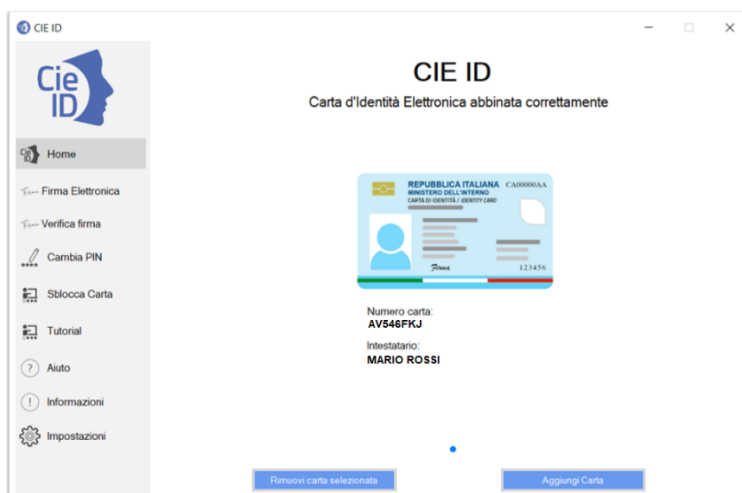 CIE ID
Cie
ID
Home
Firma Elettronica
Verifica firma
Cambia PIN
Sblocca Carta
Tutorial
Aiuto
Informazioni
Impostazioni
CIE ID
Carta d'Identità Elettronica abbinata correttamente
REPUBBLICA ITALIANA CA00000AA
MINISTERO DELL'INTERNO
CARTA DI IDENTITÀ / IDENTITY CARD
Firma
123456
Numero carta:
AV546FKJ
Intestatario:
MARIO ROSSI
Rimuovi carta selezionata
Aggiungi Carta